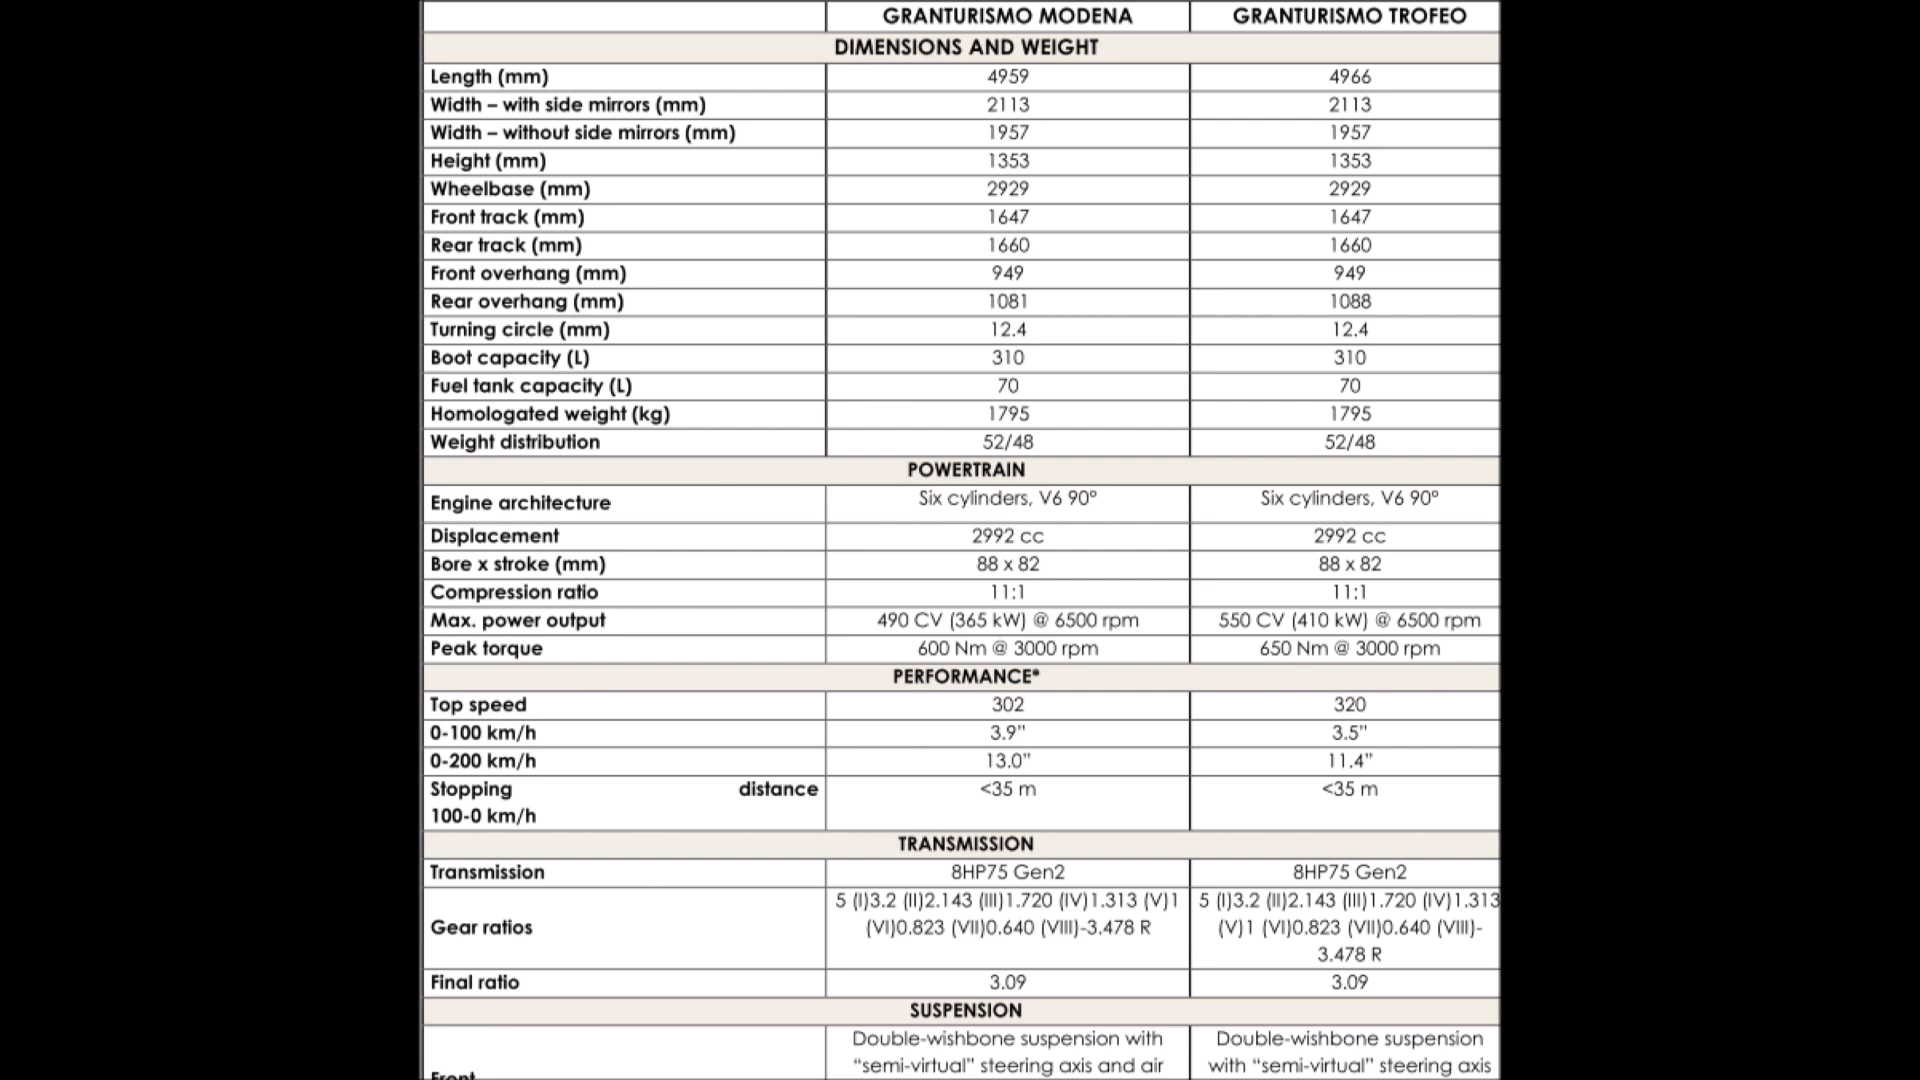 GRANTURISMO MODENA GRANTURISMO TROFEO
DIMENSIONS AND WEIGHT
Length (mm) 4959 4966
Width – with side mirrors (mm) 2113 2113
Width – without side mirrors (mm) 1957 1957
Height (mm) 1353 1353
Wheelbase (mm) 2929 2929
Front track (mm) 1647 1647
Rear track (mm) 1660 1660
Front overhang (mm) 949 949
Rear overhang (mm) 1081 1088
Turning circle (mm) 12.4 12.4
Boot capacity (L) 310 310
Fuel tank capacity (L) 70 70
Homologated weight (kg) 1795 1795
Weight distribution 52/48 52/48
POWERTRAIN
Engine architecture Six cylinders, V6 90° Six cylinders, V6 90°
Displacement 2992 cc 2992 cc
Bore x stroke (mm) 88 x 82 88 x 82
Compression ratio 11:1 11:1
Max. power output 490 CV (365 kW) @ 6500 rpm 550 CV (410 kW) @ 6500 rpm
Peak torque 600 Nm @ 3000 rpm 650 Nm @ 3000 rpm
PERFORMANCE*
Top speed 302 320
0-100 km/h 3.9” 3.5”
0-200 km/h 13.0” 11.4”
Stopping distance <35 m <35 m
100-0 km/h
TRANSMISSION
Transmission 8HP75 Gen2 8HP75 Gen2
Gear ratios
5 (I)3.2 (II)2.143 (III)1.720 (IV)1.313 (V)1
(VI)0.823 (VII)0.640 (VIII)-3.478 R
5 (I)3.2 (II)2.143 (III)1.720 (IV)1.313
(V)1 (VI)0.823 (VII)0.640 (VIII)-
3.478 R
Final ratio 3.09 3.09
SUSPENSION
Front
Double-wishbone suspension with
“semi-virtual” steering axis and air
Double-wishbone suspension
with “semi-virtual” steering axis